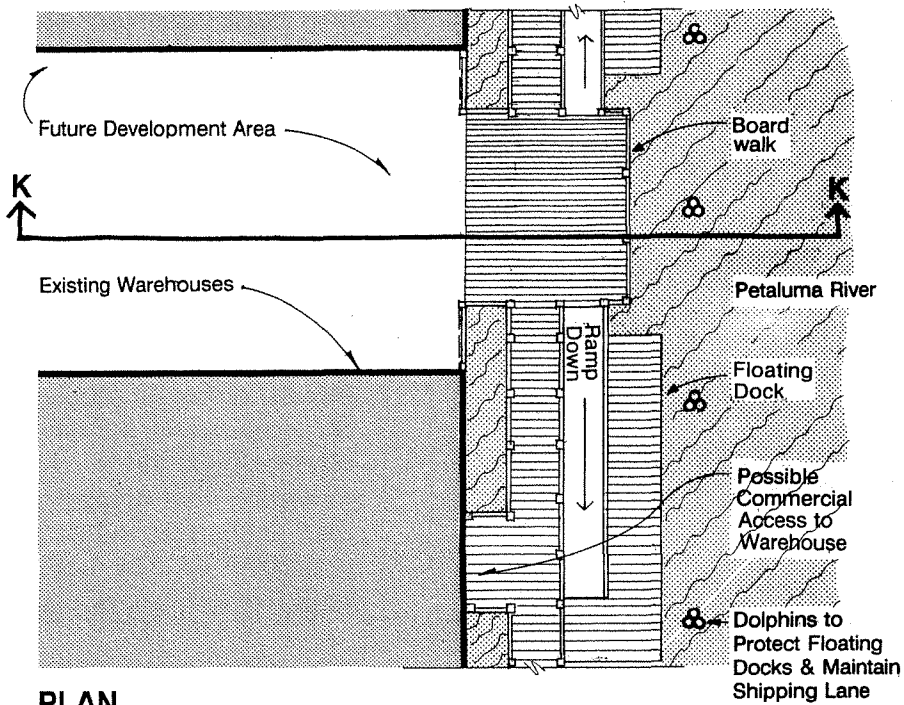 Future Development Area
Board
walk
K
K
Existing Warehouses
Petaluma River
Ramp
Down
Floating
Dock
Possible
Commercial
Access to
Warehouse
Dolphins to
Protect Floating
Docks & Maintain
Shipping Lane
PLAN